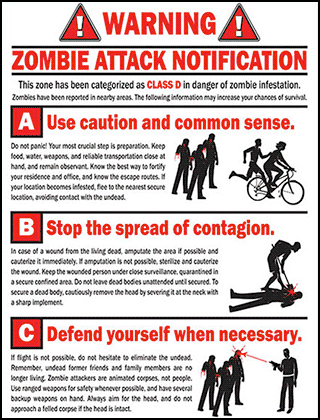 WARNING
ZOMBIE ATTACK NOTIFICATION
This zone has been categorized as CLASS D in danger of zombie infestation.
Zombies have been reported in nearby areas. The following information may increase your chances of survival.
A Use caution and common sense.
Do not panic! Your most crucial step is preparation. Keep
food, water, weapons, and reliable transportation close at
hand, and remain observant. Know the best way to fortify
your residence and office, and know the escape routes. If
your location becomes infested, flee to the nearest secure
location, avoiding contact with the undead.
B Stop the spread of contagion.
In case of a wound from the living dead, amputate the area if possible and
cauterize it immediately. If amputation is not possible, sterilize and cauterize
the wound. Keep the wounded person under close surveillance, quarantined in
a secure confined area. Do not leave dead bodies unattended until secured. To
secure a dead body, cautiously remove the head by severing it at the neck with
a sharp implement.
C Defend yourself when necessary.
If flight is not possible, do not hesitate to eliminate the undead.
Remember, undead former friends and family members are no
longer living. Zombie attackers are animated corpses, not people.
Use ranged weapons for safety whenever possible, and have several
backup weapons on hand. Always aim for the head, and do not
approach a felled corpse if the head is intact.